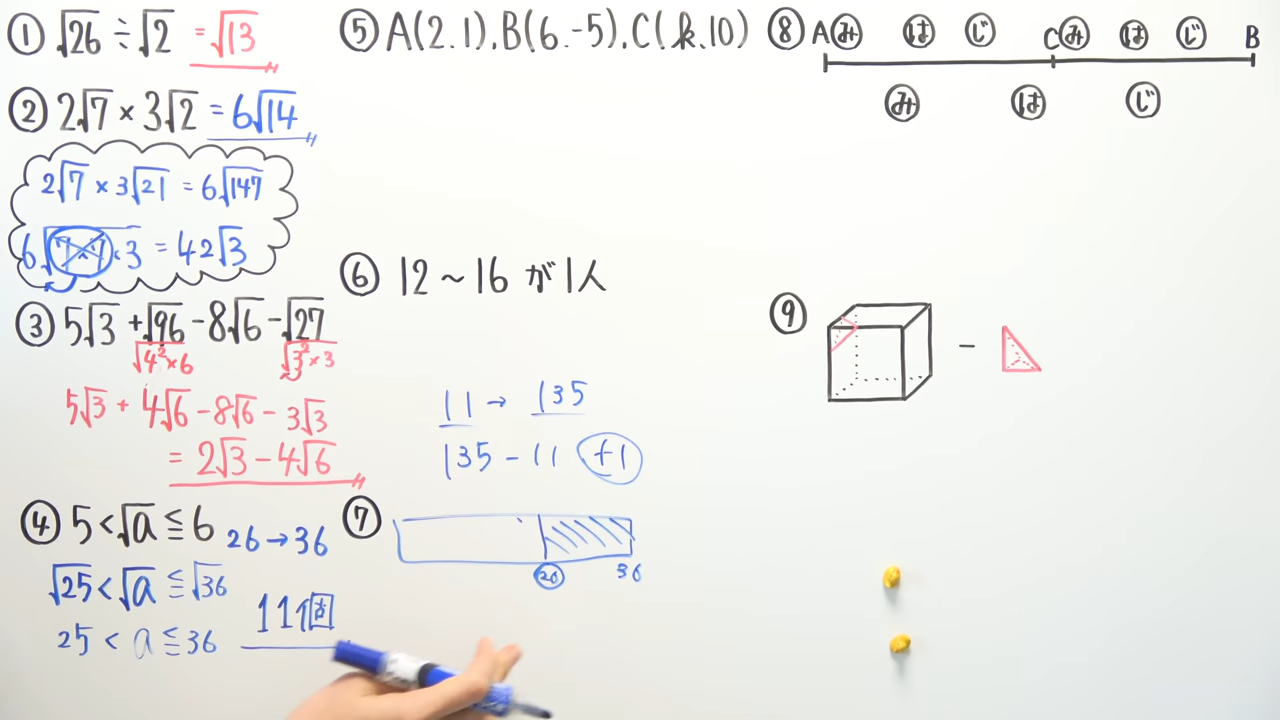 ① √26 ÷ √2 = √13
② 2√7 × 3√2 = 6√14
2√7 × 3√21 = 6√147
6√7×7×3 = 42√3
③ 5√3 + √96 - 8√6 - √27
√4²×6 √3²×3
5√3 + 4√6 - 8√6 - 3√3
= 2√3 - 4√6
④ 5 < √a ≦ 6 26 → 36
√25 < √a ≦ √36
25 < a ≦ 36
11個
⑤ A(2.1).B(6.-5).C(k.10)
⑥ 12 ~ 16 が1人
11 → 135
135 - 11 +1
⑦
26 36
⑧ A み は じ C み は じ B
み は じ
⑨ -